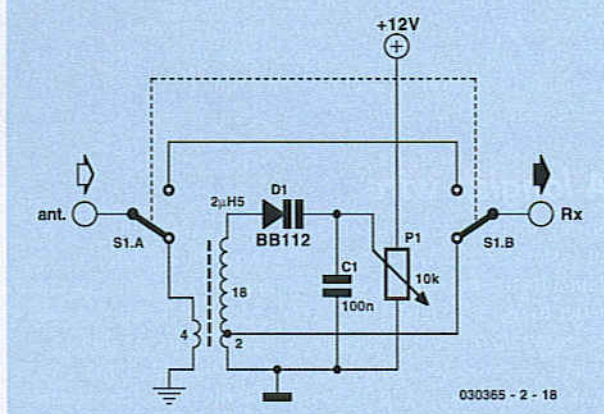 +12V
ant.
S1.A
2µH5
D1
BB112
18
4
2
C1
100n
P1
10k
S1.B
Rx
030365 - 2 - 18